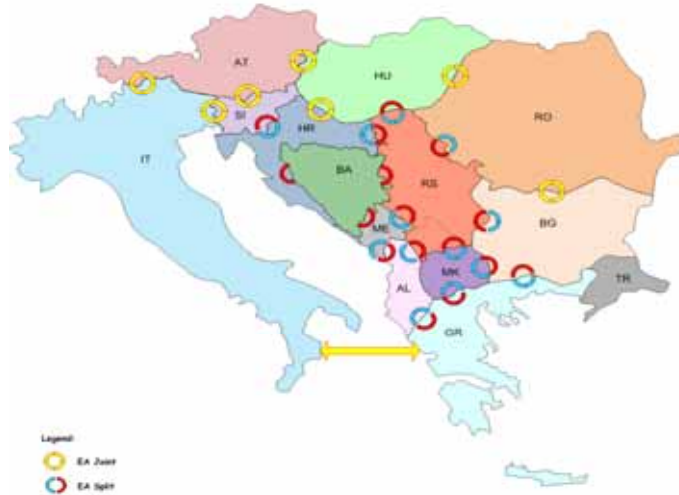 AT
HU
SI
HR
RO
IT
BA
RS
ME
BG
MK
TR
AL
GR
Legend:
EA Joint
EA Split